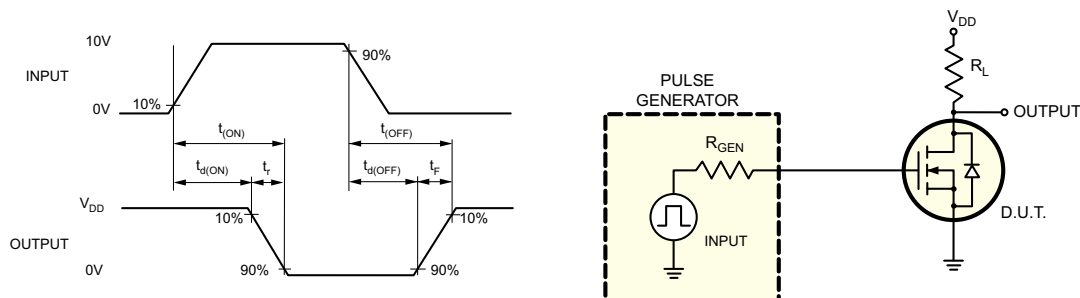 10V
INPUT
0V
10%
90%
t(ON)
t(OFF)
td(ON)
tr
td(OFF)
tF
VDD
OUTPUT
0V
10%
10%
90%
90%
PULSE
GENERATOR
RGEN
INPUT
VDD
RL
OUTPUT
D.U.T.